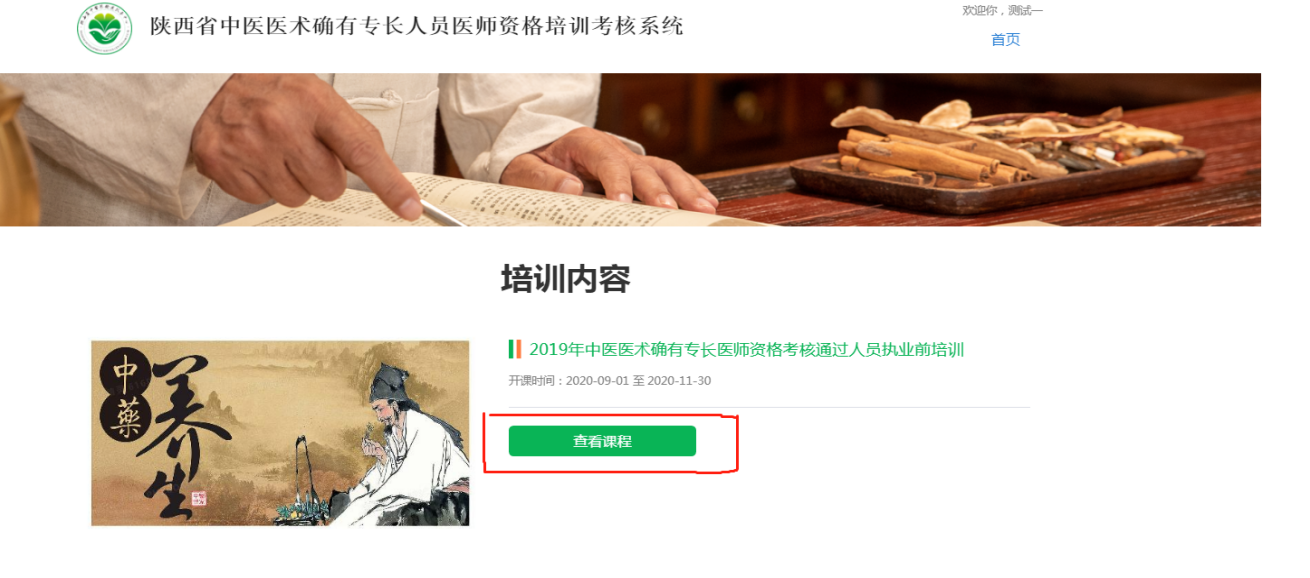 陕西省中医医术确有专长人员医师资格培训考核系统
欢迎你，测试一
首页
培训内容
中藥
养生
2019年中医医术确有专长医师资格考核通过人员执业前培训
开课时间：2020-09-01 至 2020-11-30
查看课程